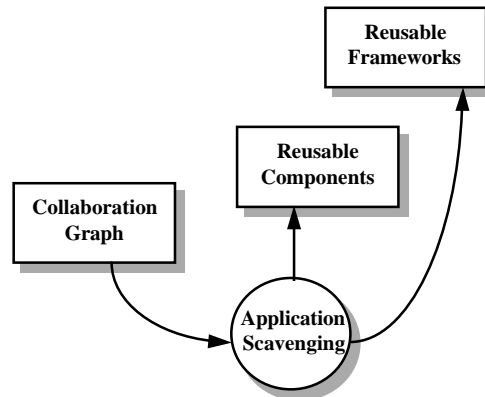 Reusable
Frameworks
Reusable
Components
Collaboration
Graph
Application
Scavenging